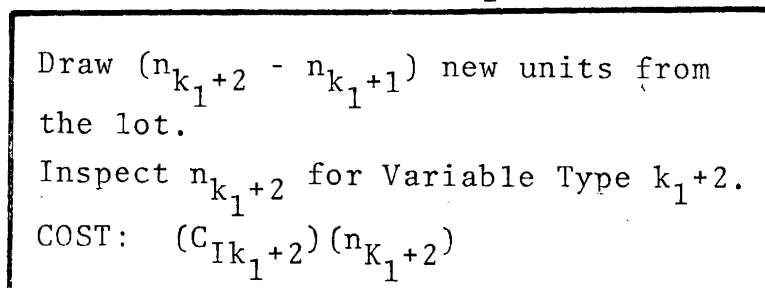 Draw (n_{k_1+2} - n_{k_1+1}) new units from
the lot.
Inspect n_{k_1+2} for Variable Type k_1+2.
COST: (C_{Ik_1+2})(n_{K_1+2})